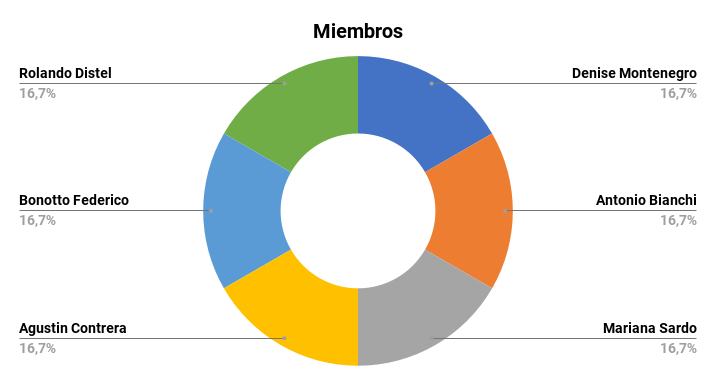 Miembros
Rolando Distel
16,7%
Denise Montenegro
16,7%
Bonotto Federico
16,7%
Antonio Bianchi
16,7%
Agustin Contrera
16,7%
Mariana Sardo
16,7%